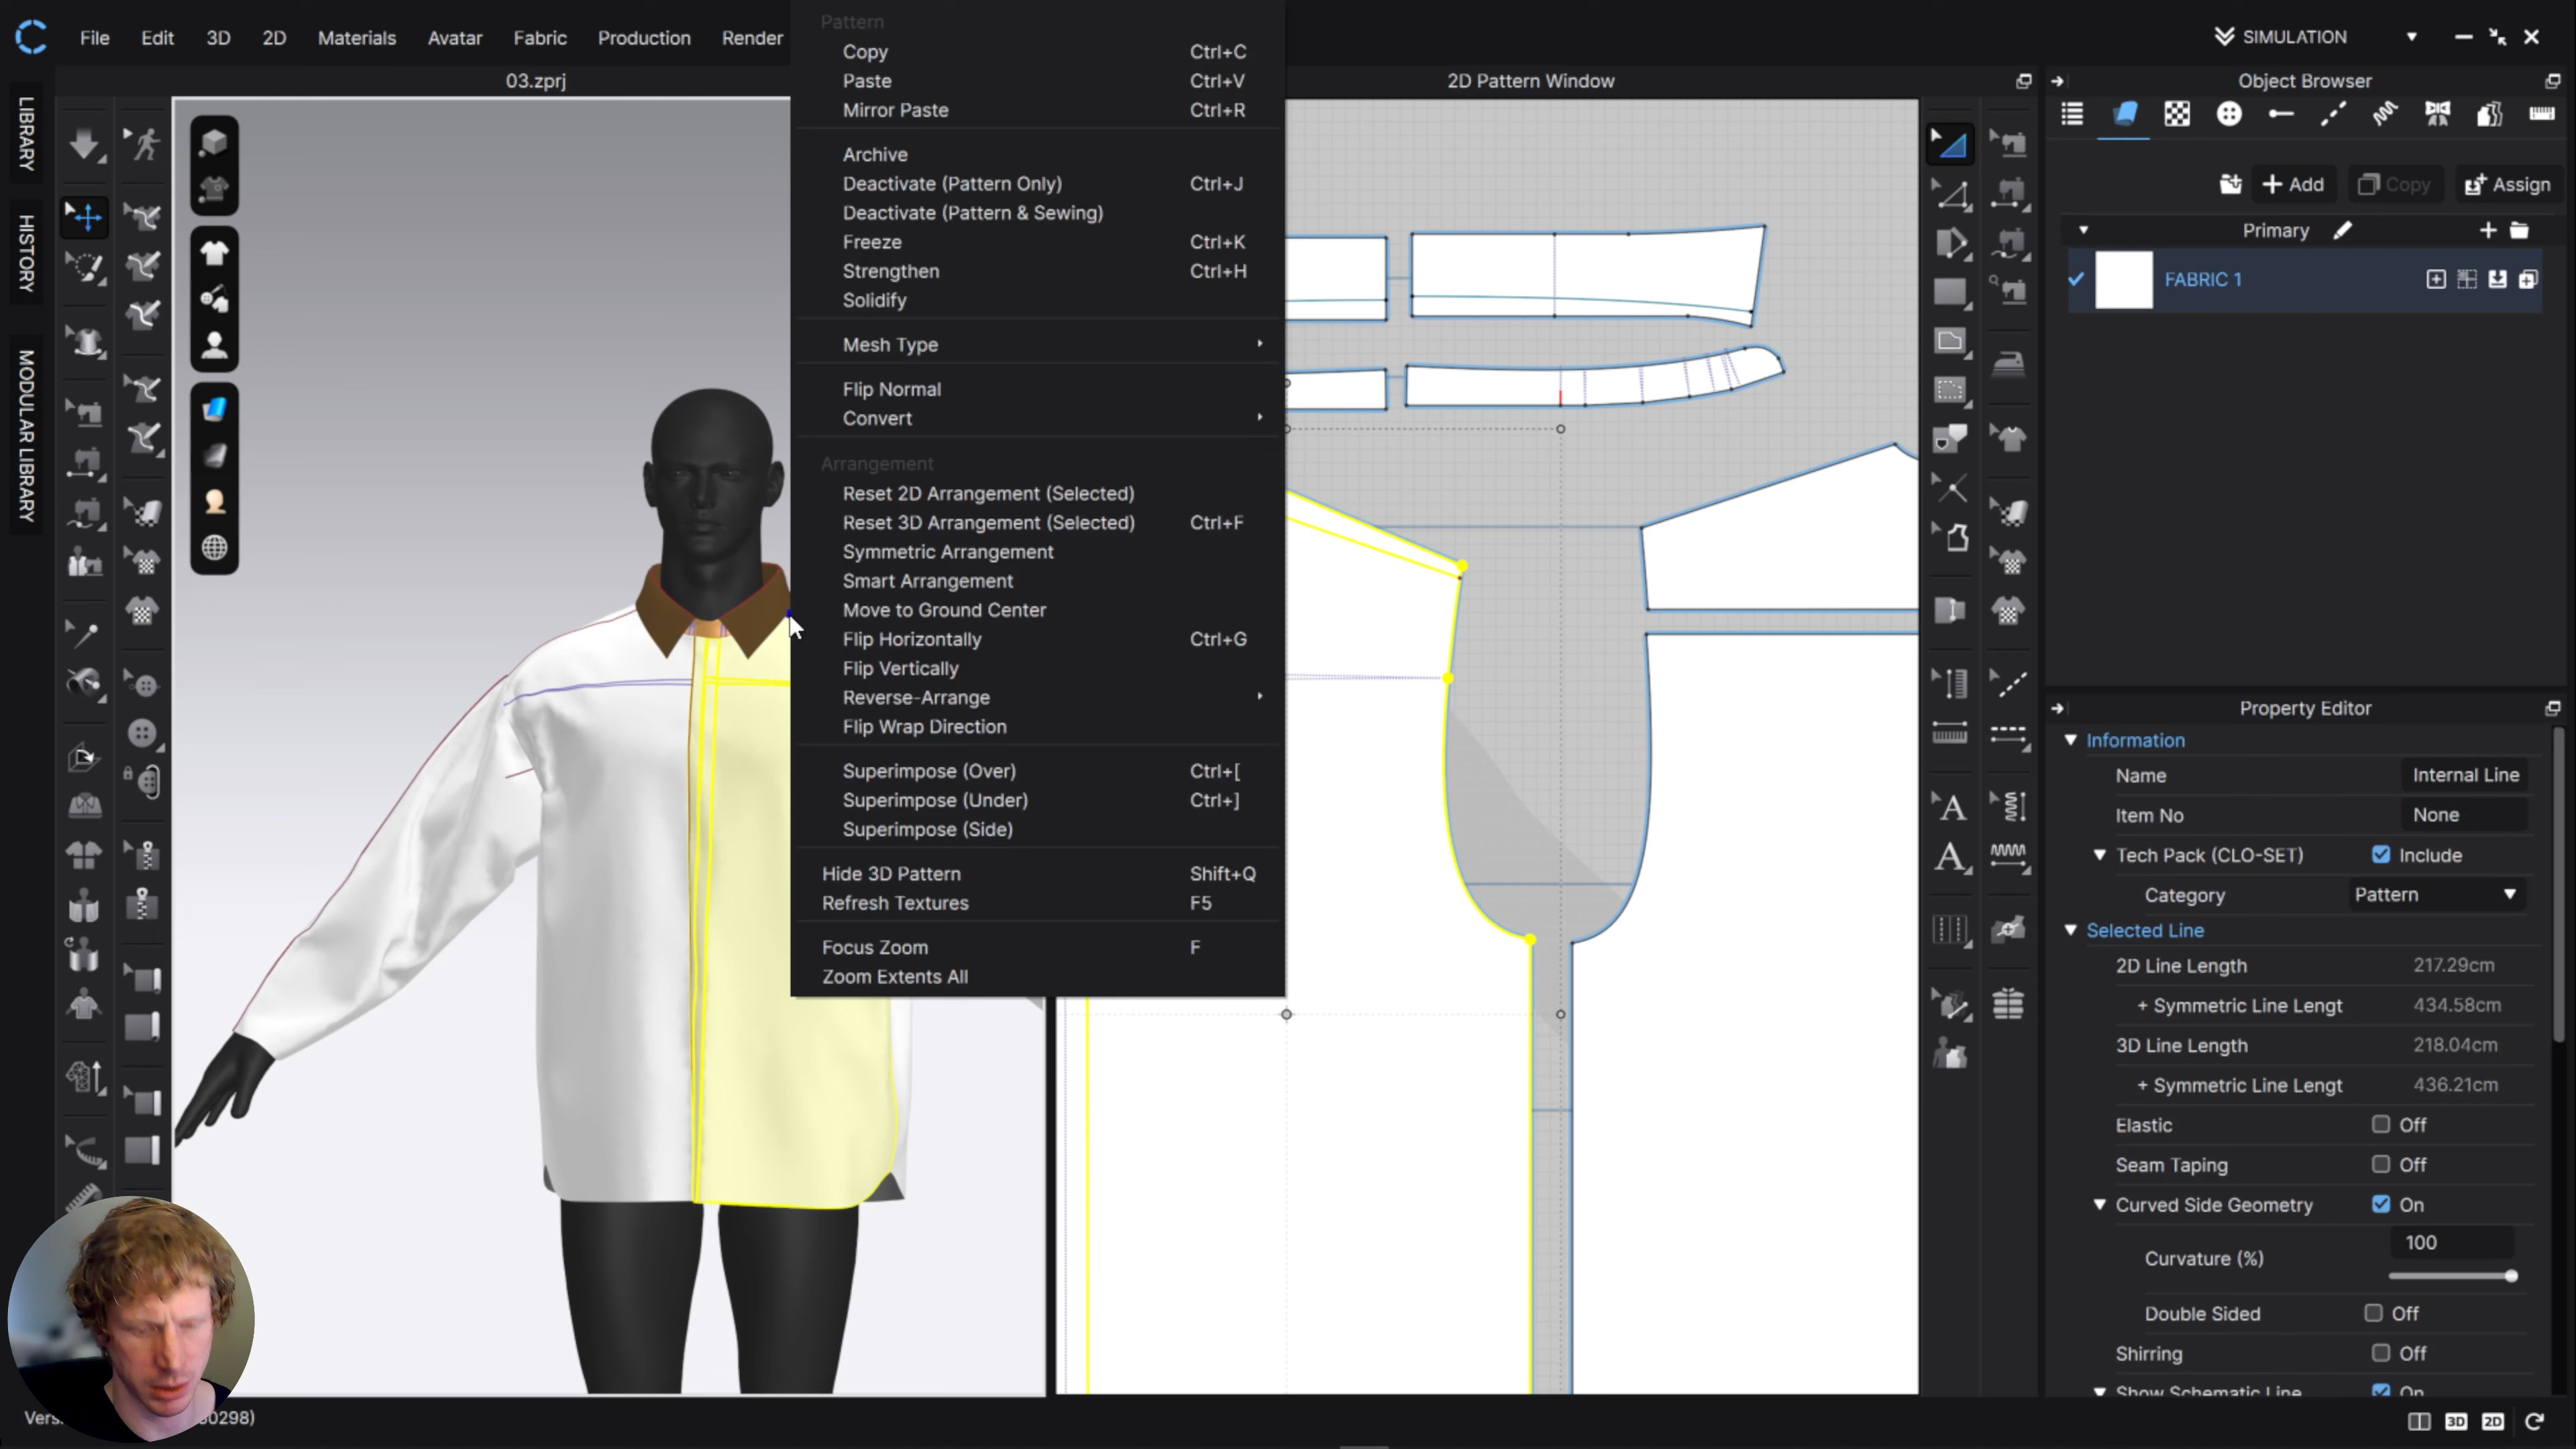 File Edit 3D 2D Materials Avatar Fabric Production Render
SIMULATION
03.zprj
LIBRARY
HISTORY
MODULAR LIBRARY
Pattern
Copy Ctrl+C
Paste Ctrl+V
Mirror Paste Ctrl+R
Archive
Deactivate (Pattern Only) Ctrl+J
Deactivate (Pattern & Sewing)
Freeze Ctrl+K
Strengthen Ctrl+H
Solidify
Mesh Type
Flip Normal
Convert
Arrangement
Reset 2D Arrangement (Selected)
Reset 3D Arrangement (Selected) Ctrl+F
Symmetric Arrangement
Smart Arrangement
Move to Ground Center
Flip Horizontally Ctrl+G
Flip Vertically
Reverse-Arrange
Flip Wrap Direction
Superimpose (Over) Ctrl+[
Superimpose (Under) Ctrl+]
Superimpose (Side)
Hide 3D Pattern Shift+Q
Refresh Textures F5
Focus Zoom F
Zoom Extents All
2D Pattern Window
Object Browser
Add Copy Assign
Primary
FABRIC 1
Property Editor
Information
Name Internal Line
Item No None
Tech Pack (CLO-SET) Include
Category Pattern
Selected Line
2D Line Length 217.29cm
+ Symmetric Line Lengt 434.58cm
3D Line Length 218.04cm
+ Symmetric Line Lengt 436.21cm
Elastic Off
Seam Taping Off
Curved Side Geometry On
Curvature (%) 100
Double Sided Off
Shirring Off
Show Schematic Line On
3D 2D